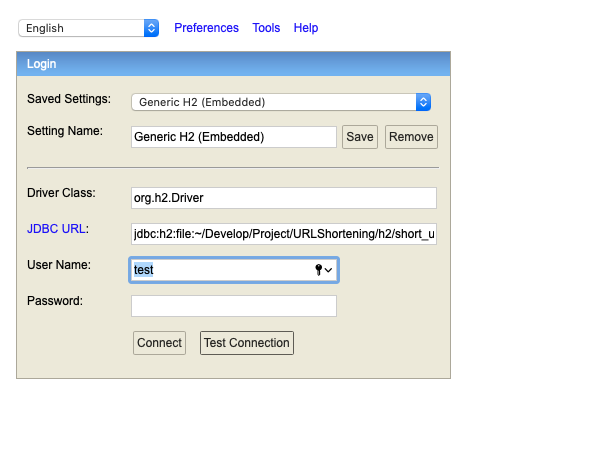 English Preferences Tools Help
Login
Saved Settings: Generic H2 (Embedded)
Setting Name: Generic H2 (Embedded) Save Remove
Driver Class: org.h2.Driver
JDBC URL: jdbc:h2:file:~/Develop/Project/URLShortening/h2/short_u
User Name: test
Password:
Connect Test Connection